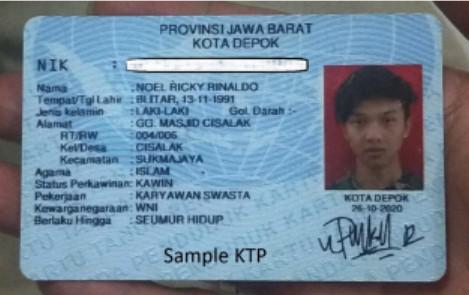 PROVINSI JAWA BARAT
KOTA DEPOK
NIK :
Nama : NOEL RICKY RINALDO
Tempat/Tgl Lahir : BLITAR, 13-11-1991
Jenis kelamin : LAKI-LAKI Gol. Darah :-
Alamat : GG. MASJID CISALAK
RT/RW : 004/006
Kel/Desa : CISALAK
Kecamatan : SUKMAJAYA
Agama : ISLAM
Status Perkawinan: KAWIN
Pekerjaan : KARYAWAN SWASTA
Kewarganegaraan: WNI
Berlaku Hingga : SEUMUR HIDUP
KOTA DEPOK
26-10-2020
Sample KTP